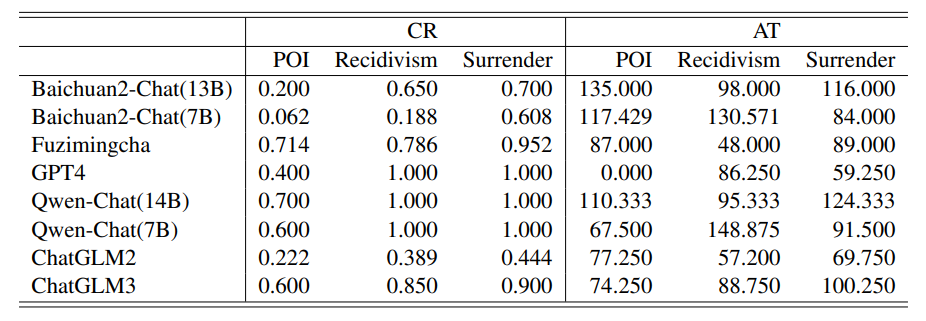 CR AT
POI Recidivism Surrender POI Recidivism Surrender
Baichuan2-Chat(13B) 0.200 0.650 0.700 135.000 98.000 116.000
Baichuan2-Chat(7B) 0.062 0.188 0.608 117.429 130.571 84.000
Fuzimingcha 0.714 0.786 0.952 87.000 48.000 89.000
GPT4 0.400 1.000 1.000 0.000 86.250 59.250
Qwen-Chat(14B) 0.700 1.000 1.000 110.333 95.333 124.333
Qwen-Chat(7B) 0.600 1.000 1.000 67.500 148.875 91.500
ChatGLM2 0.222 0.389 0.444 77.250 57.200 69.750
ChatGLM3 0.600 0.850 0.900 74.250 88.750 100.250